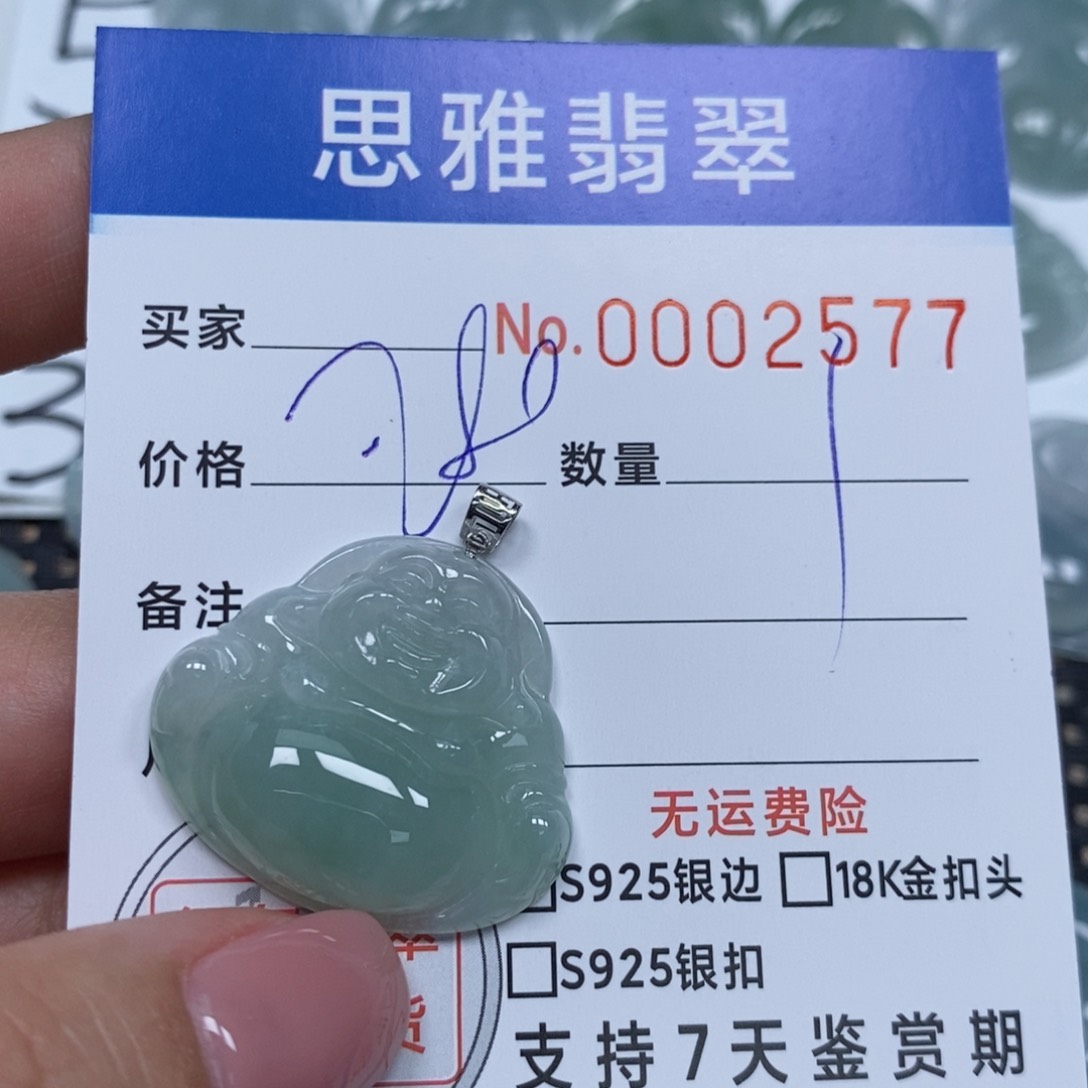 思雅翡翠
买家 No.0002577
价格 数量 1
备注
无运费险
S925银边 18K金扣头
S925银扣
支持7天鉴赏期